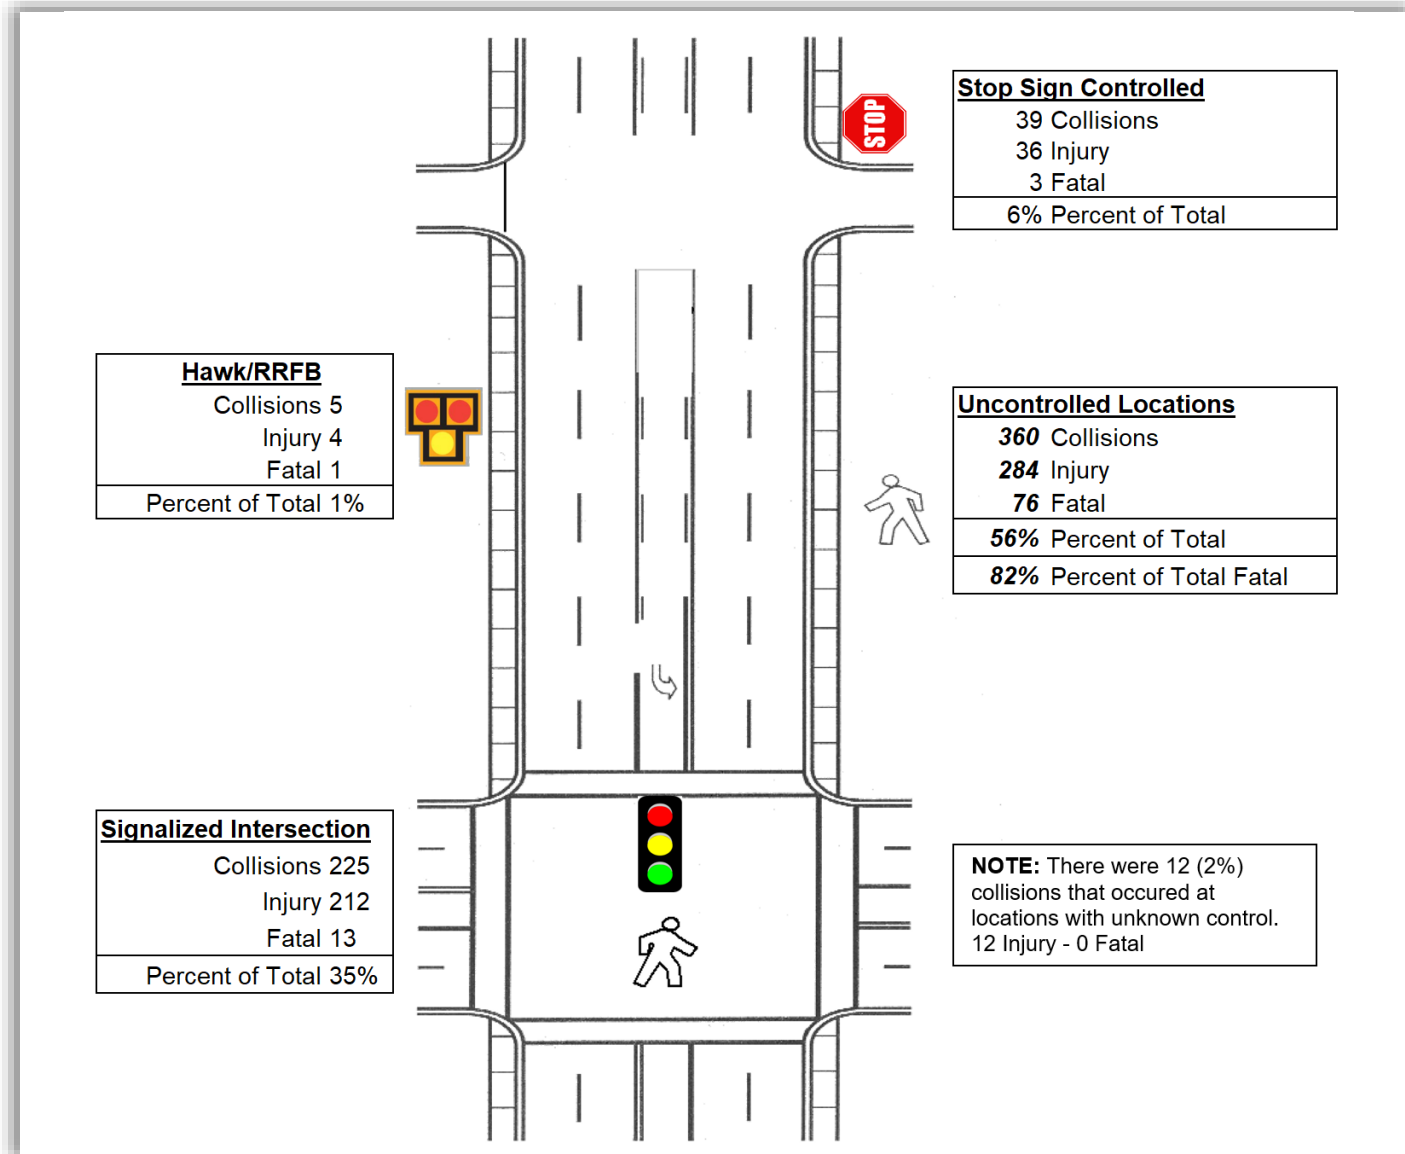 STOP
Stop Sign Controlled
39 Collisions
36 Injury
3 Fatal
6% Percent of Total
Hawk/RRFB
Collisions 5
Injury 4
Fatal 1
Percent of Total 1%
Uncontrolled Locations
360 Collisions
284 Injury
76 Fatal
56% Percent of Total
82% Percent of Total Fatal
Signalized Intersection
Collisions 225
Injury 212
Fatal 13
Percent of Total 35%
NOTE: There were 12 (2%)
collisions that occured at
locations with unknown control.
12 Injury - 0 Fatal